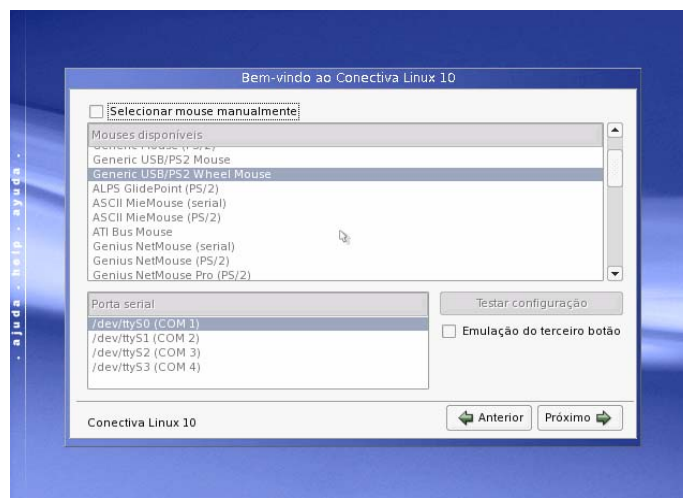 Bem-vindo ao Conectiva Linux 10
Selecionar mouse manualmente
Mouses disponíveis
Generic Mouse (PS/2)
Generic USB/PS2 Mouse
Generic USB/PS2 Wheel Mouse
ALPS GlidePoint (PS/2)
ASCII MieMouse (serial)
ASCII MieMouse (PS/2)
ATI Bus Mouse
Genius NetMouse (serial)
Genius NetMouse (PS/2)
Genius NetMouse Pro (PS/2)
Porta serial
/dev/ttyS0 (COM 1)
/dev/ttyS1 (COM 2)
/dev/ttyS2 (COM 3)
/dev/ttyS3 (COM 4)
Testar configuração
Emulação do terceiro botão
Conectiva Linux 10
Anterior
Próximo
. ajuda . help . ayuda .